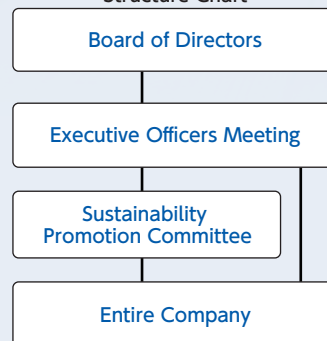 Structure Chart
Board of Directors
Executive Officers Meeting
Sustainability
Promotion Committee
Entire Company